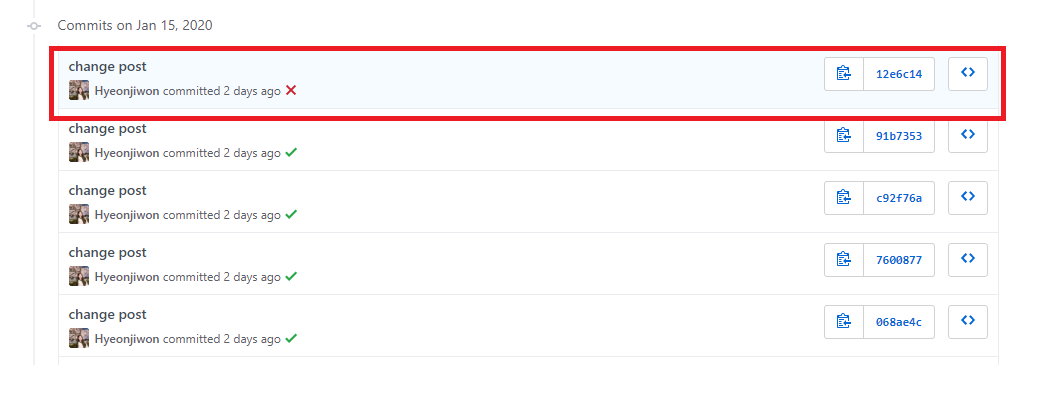 Commits on Jan 15, 2020
change post
12e6c14
Hyeonjiwon committed 2 days ago
change post
91b7353
Hyeonjiwon committed 2 days ago
change post
c92f76a
Hyeonjiwon committed 2 days ago
change post
7600877
Hyeonjiwon committed 2 days ago
change post
068ae4c
Hyeonjiwon committed 2 days ago